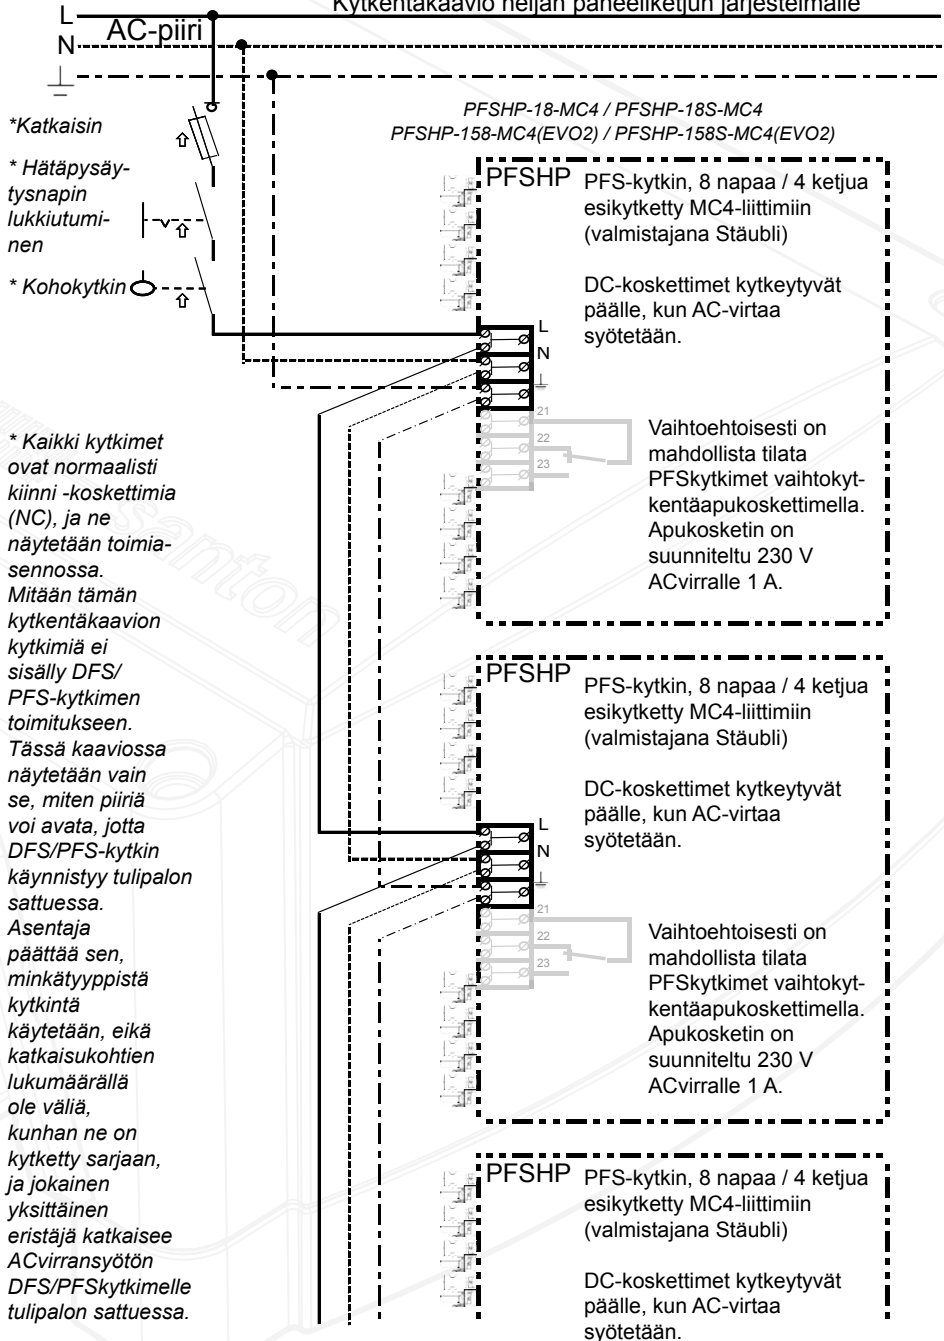 Kytkentäkaavio neljän paneeliketjun järjestelmälle
L
AC-piiri
N
*Katkaisin
* Hätäpysäy-
tysnapin
lukkiutumi-
nen
* Kohokytkin
PFSHP-18-MC4 / PFSHP-18S-MC4
PFSHP-158-MC4(EVO2) / PFSHP-158S-MC4(EVO2)
PFSHP
PFS-kytkin, 8 napaa / 4 ketjua
esikytketty MC4-liittimiin
(valmistajana Stäubli)
DC-koskettimet kytkeytyvät
päälle, kun AC-virtaa
syötetään.
L
N
21
22
23
Vaihtoehtoisesti on
mahdollista tilata
PFSkytkimet vaihtokyt-
kentäapukoskettimella.
Apukosketin on
suunniteltu 230 V
ACvirralle 1 A.
* Kaikki kytkimet
ovat normaalisti
kiinni -koskettimia
(NC), ja ne
näytetään toimia-
sennossa.
Mitään tämän
kytkentäkaavion
kytkimiä ei
sisälly DFS/
PFS-kytkimen
toimitukseen.
Tässä kaaviossa
näytetään vain
se, miten piiriä
voi avata, jotta
DFS/PFS-kytkin
käynnistyy tulipalon
sattuessa.
Asentaja
päättää sen,
minkätyyppistä
kytkintä
käytetään, eikä
katkaisukohtien
lukumäärällä
ole väliä,
kunhan ne on
kytketty sarjaan,
ja jokainen
yksittäinen
eristäjä katkaisee
ACvirransyötön
DFS/PFSkytkimelle
tulipalon sattuessa.
santon
PFSHP
PFS-kytkin, 8 napaa / 4 ketjua
esikytketty MC4-liittimiin
(valmistajana Stäubli)
DC-koskettimet kytkeytyvät
päälle, kun AC-virtaa
syötetään.
L
N
21
22
23
Vaihtoehtoisesti on
mahdollista tilata
PFSkytkimet vaihtokyt-
kentäapukoskettimella.
Apukosketin on
suunniteltu 230 V
ACvirralle 1 A.
PFSHP
PFS-kytkin, 8 napaa / 4 ketjua
esikytketty MC4-liittimiin
(valmistajana Stäubli)
DC-koskettimet kytkeytyvät
päälle, kun AC-virtaa
syötetään.